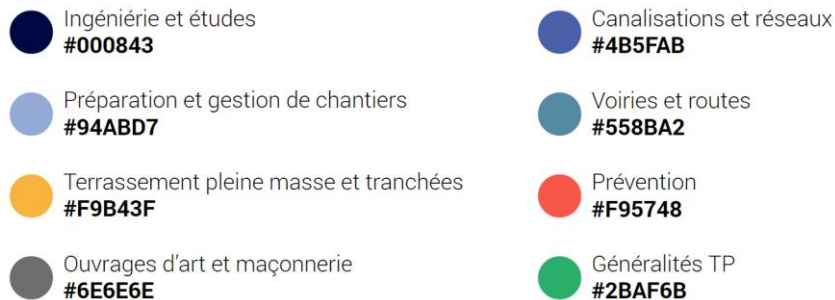 Ingéniérie et études
#000843
Préparation et gestion de chantiers
#94ABD7
Terrassement pleine masse et tranchées
#F9B43F
Ouvrages d'art et maçonnerie
#6E6E6E
Canalisations et réseaux
#4B5FAB
Voiries et routes
#558BA2
Prévention
#F95748
Généralités TP
#2BAF6B